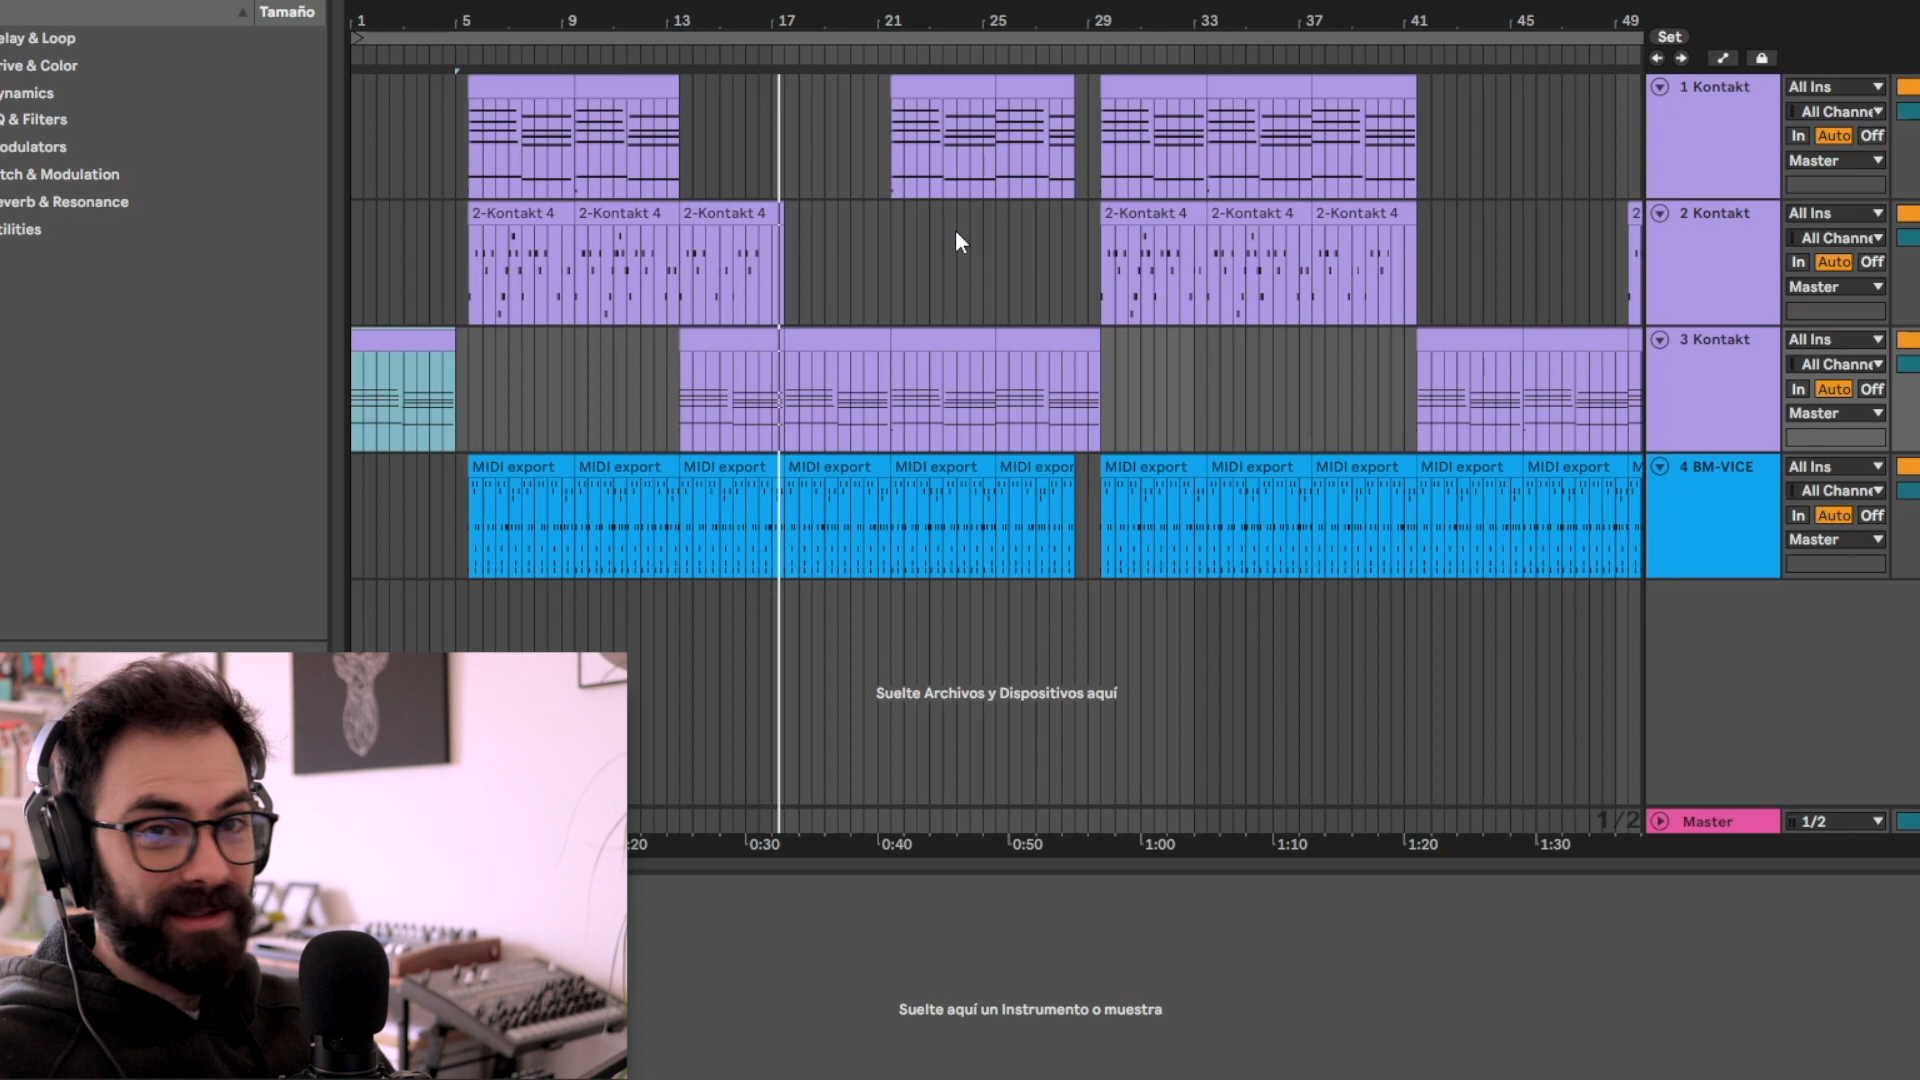 Tamaño
elay & Loop
rive & Color
ynamics
Q & Filters
odulators
tch & Modulation
everb & Resonance
tilities
1 5 9 13 17 21 25 29 33 37 41 45 49
Set
1 Kontakt
All Ins
All Channe
In Auto Off
Master
2-Kontakt 4 2-Kontakt 4 2-Kontakt 4 2-Kontakt 4 2-Kontakt 4 2-Kontakt 4 2
2 Kontakt
All Ins
All Channe
In Auto Off
Master
3 Kontakt
All Ins
All Channe
In Auto Off
Master
MIDI export MIDI export MIDI export MIDI export MIDI export MIDI expor MIDI export MIDI export MIDI export MIDI export MIDI export M
4 BM-VICE
All Ins
All Channe
In Auto Off
Master
Suelte Archivos y Dispositivos aquí
1/2
Master
1/2
:20 0:30 0:40 0:50 1:00 1:10 1:20 1:30
Suelte aquí un Instrumento o muestra